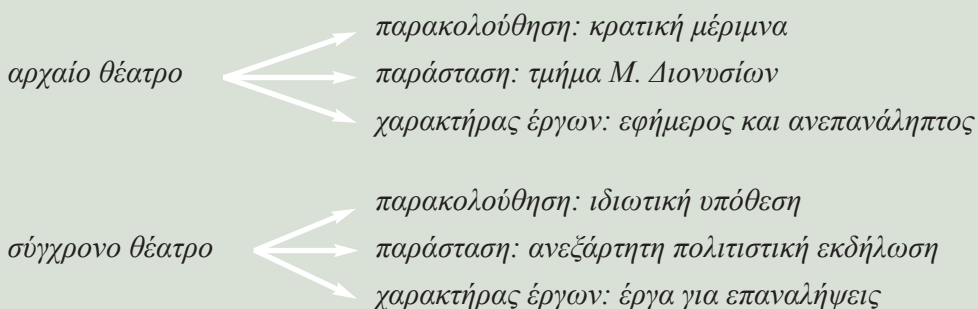 παρακολούθηση: κρατική μέριμνα
αρχαίο θέατρο
παράσταση: τμήμα Μ. Διονυσίων
χαρακτήρας έργων: εφήμερος και ανεπανάληπτος
παρακολούθηση: ιδιωτική υπόθεση
σύγχρονο θέατρο
παράσταση: ανεξάρτητη πολιτιστική εκδήλωση
χαρακτήρας έργων: έργα για επαναλήψεις